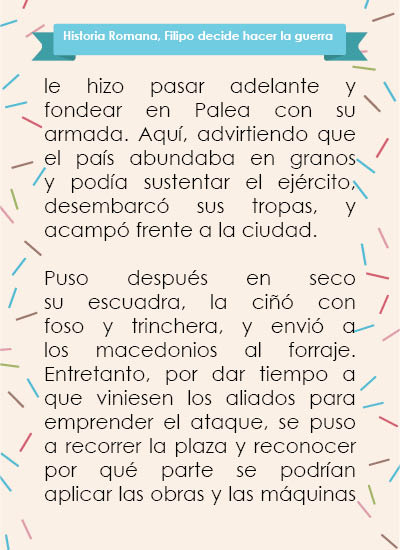 Historia Romana, Filipo decide hacer la guerra
le hizo pasar adelante y
fondear en Palea con su
armada. Aquí, advirtiendo que
el país abundaba en granos
y podía sustentar el ejército,
desembarcó sus tropas, y
acampó frente a la ciudad.
Puso después en seco
su escuadra, la ciñó con
foso y trinchera, y envió a
los macedonios al forraje.
Entretanto, por dar tiempo a
que viniesen los aliados para
emprender el ataque, se puso
a recorrer la plaza y reconocer
por qué parte se podrían
aplicar las obras y las máquinas